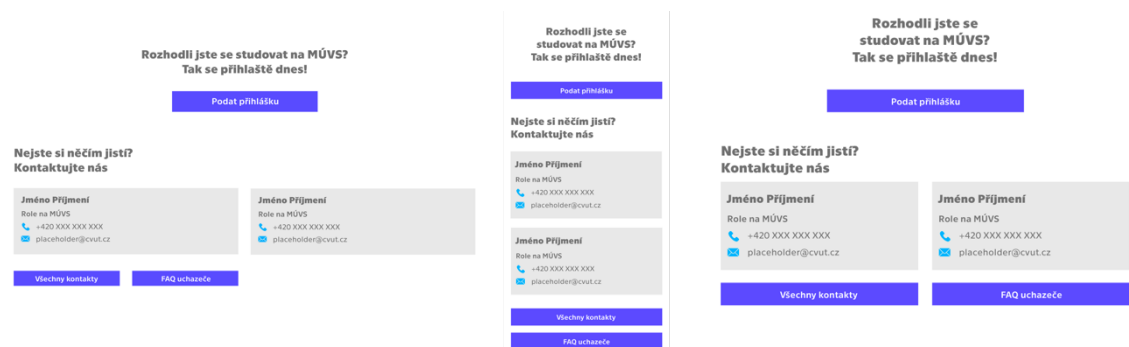 Rozhodli jste se studovat na MÚVS?
Tak se přihlaště dnes!
Podat přihlášku
Nejste si něčím jistí?
Kontaktujte nás
Jméno Příjmení
Role na MÚVS
+420 XXX XXX XXX
placeholder@cvut.cz
Jméno Příjmení
Role na MÚVS
+420 XXX XXX XXX
placeholder@cvut.cz
Všechny kontakty
FAQ uchazeče
Rozhodli jste se
studovat na MÚVS?
Tak se přihlaště dnes!
Podat přihlášku
Nejste si něčím jistí?
Kontaktujte nás
Jméno Příjmení
Role na MÚVS
+420 XXX XXX XXX
placeholder@cvut.cz
Jméno Příjmení
Role na MÚVS
+420 XXX XXX XXX
placeholder@cvut.cz
Všechny kontakty
FAQ uchazeče
Rozhodli jste se
studovat na MÚVS?
Tak se přihlaště dnes!
Podat přihlášku
Nejste si něčím jistí?
Kontaktujte nás
Jméno Příjmení
Role na MÚVS
+420 XXX XXX XXX
placeholder@cvut.cz
Jméno Příjmení
Role na MÚVS
+420 XXX XXX XXX
placeholder@cvut.cz
Všechny kontakty
FAQ uchazeče